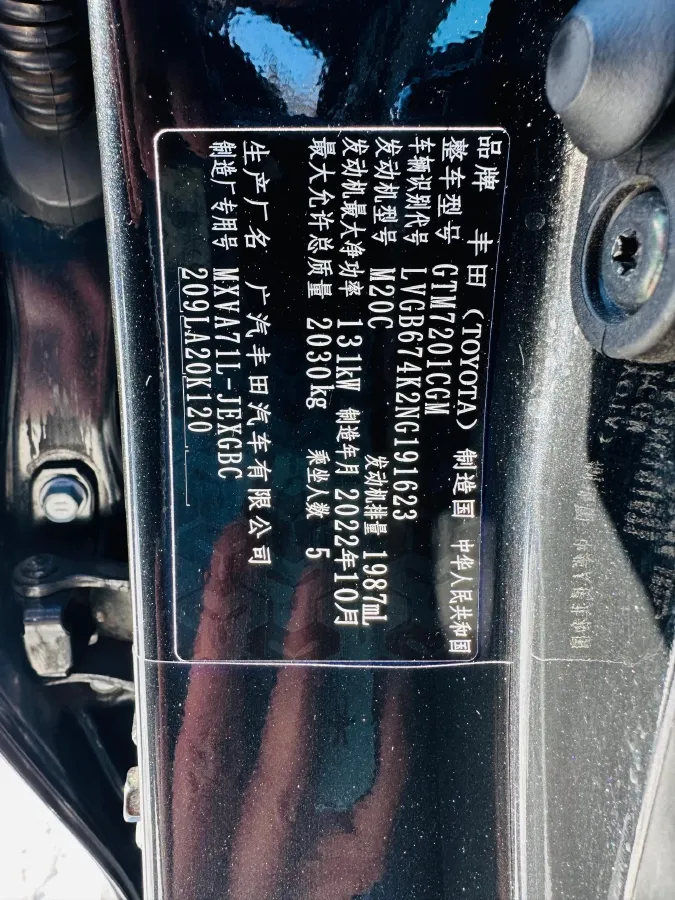 品牌 丰田（TOYOTA） 制造国 中华人民共和国
整车型号 GTM7201CGM
车辆识别代号 LVGB674K2NG191623
发动机型号 M20C 发动机排量 1987mL
发动机最大净功率 131kW 制造年月 2022年10月
最大允许总质量 2030kg 乘坐人数 5
生产厂名 广汽丰田汽车有限公司
制造厂专用号 MXVA71L-JEXGBC
209LA20K120